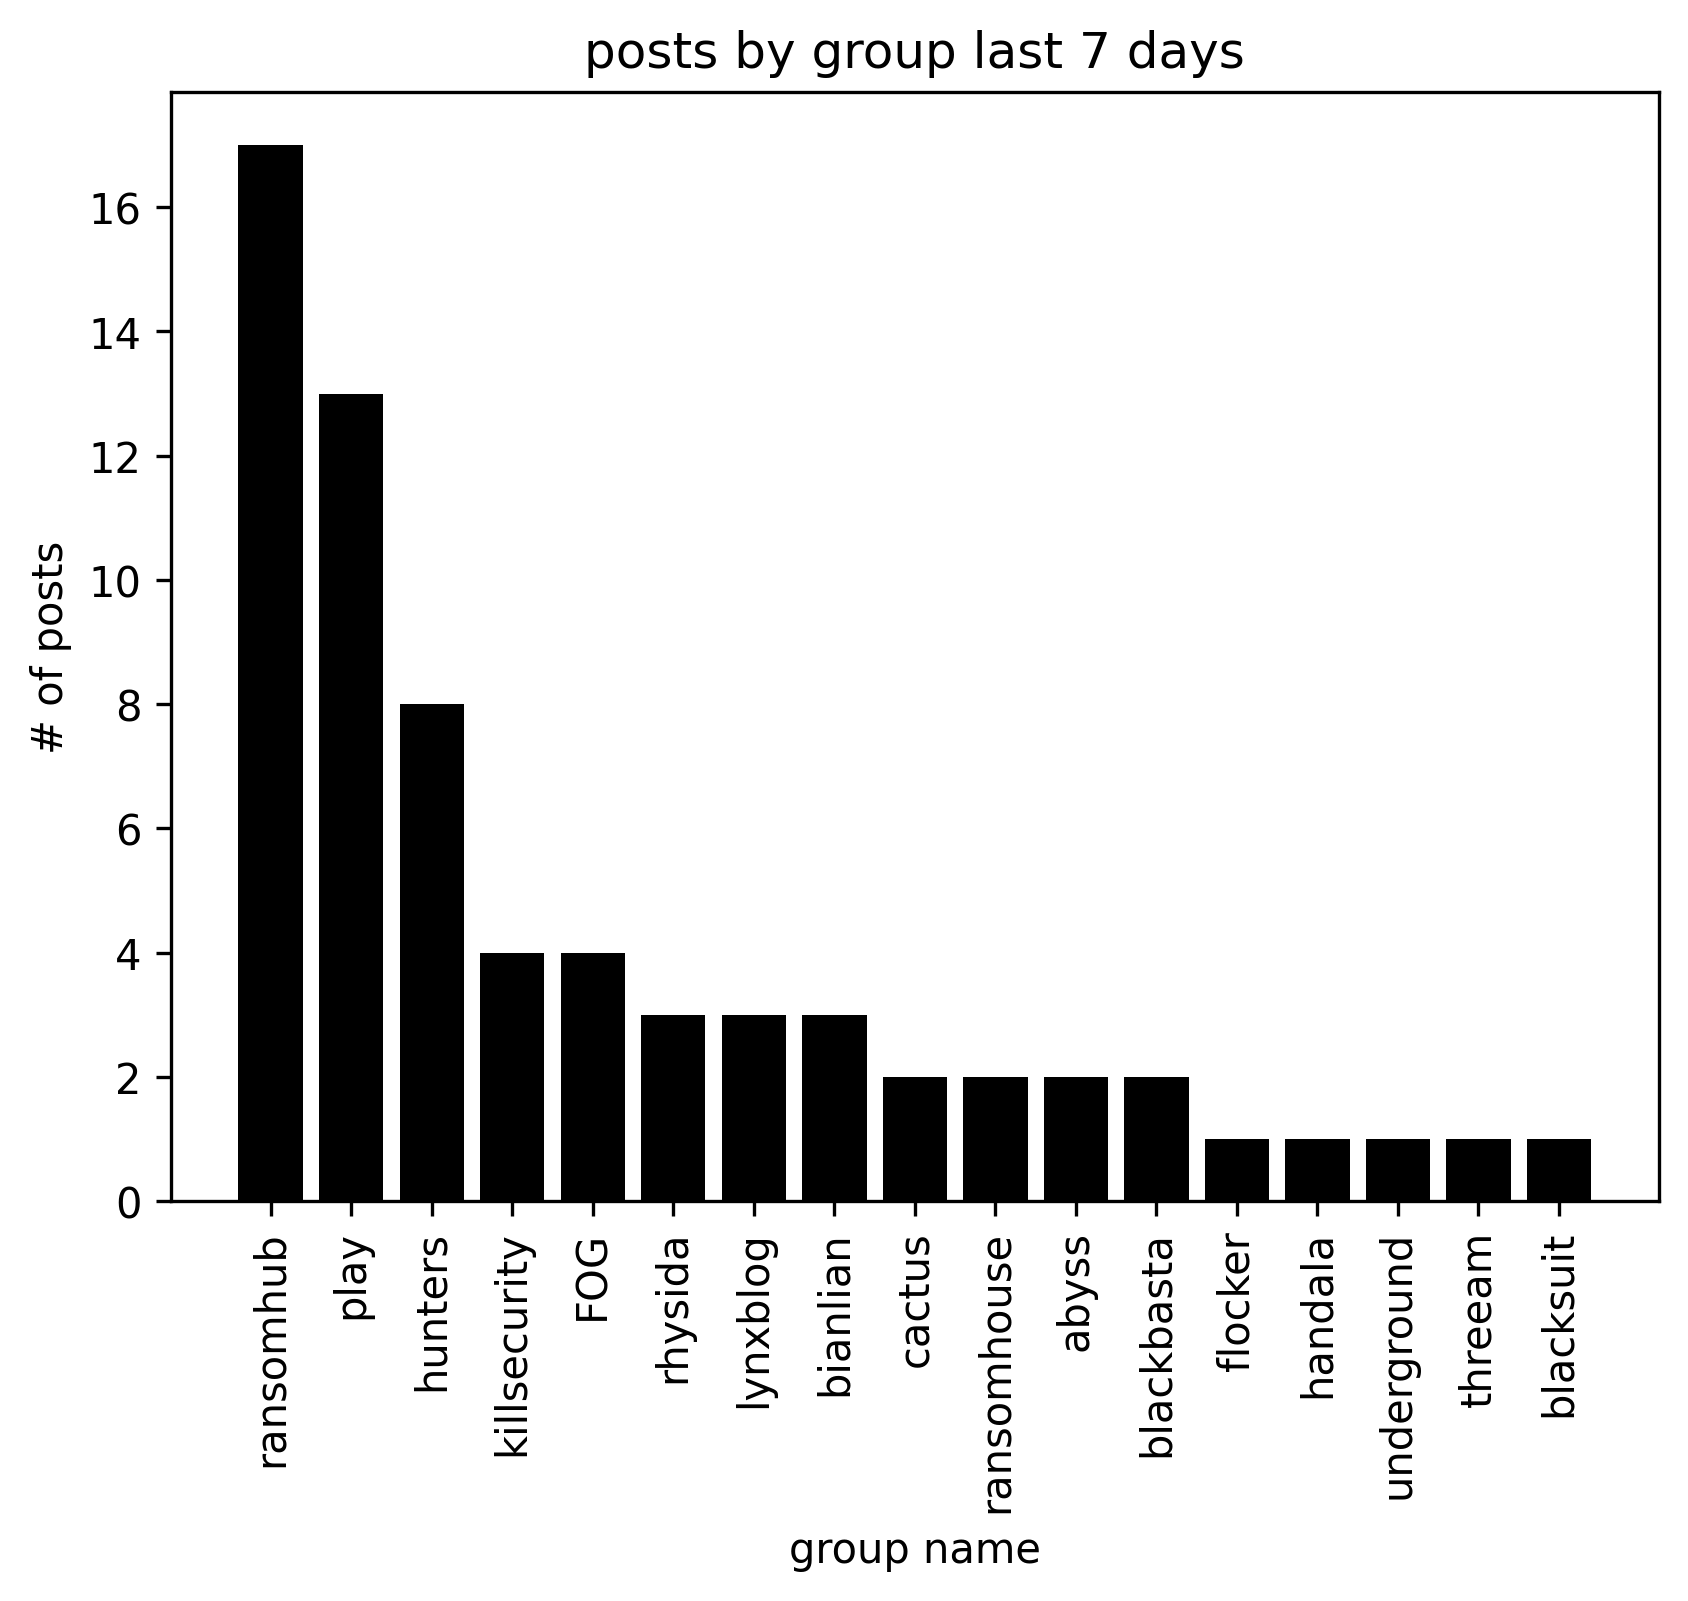 posts by group last 7 days
# of posts
16
14
12
10
8
6
4
2
0
ransomhub
play
hunters
killsecurity
FOG
rhysida
lynxblog
bianlian
cactus
ransomhouse
abyss
blackbasta
flocker
handala
underground
threeam
blacksuit
group name